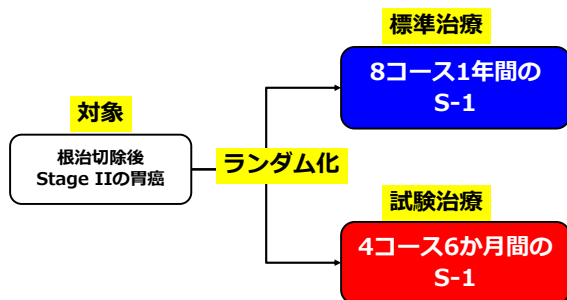 対象
根治切除後
Stage IIの胃癌
ランダム化
標準治療
8コース1年間の
S-1
試験治療
4コース6か月間の
S-1